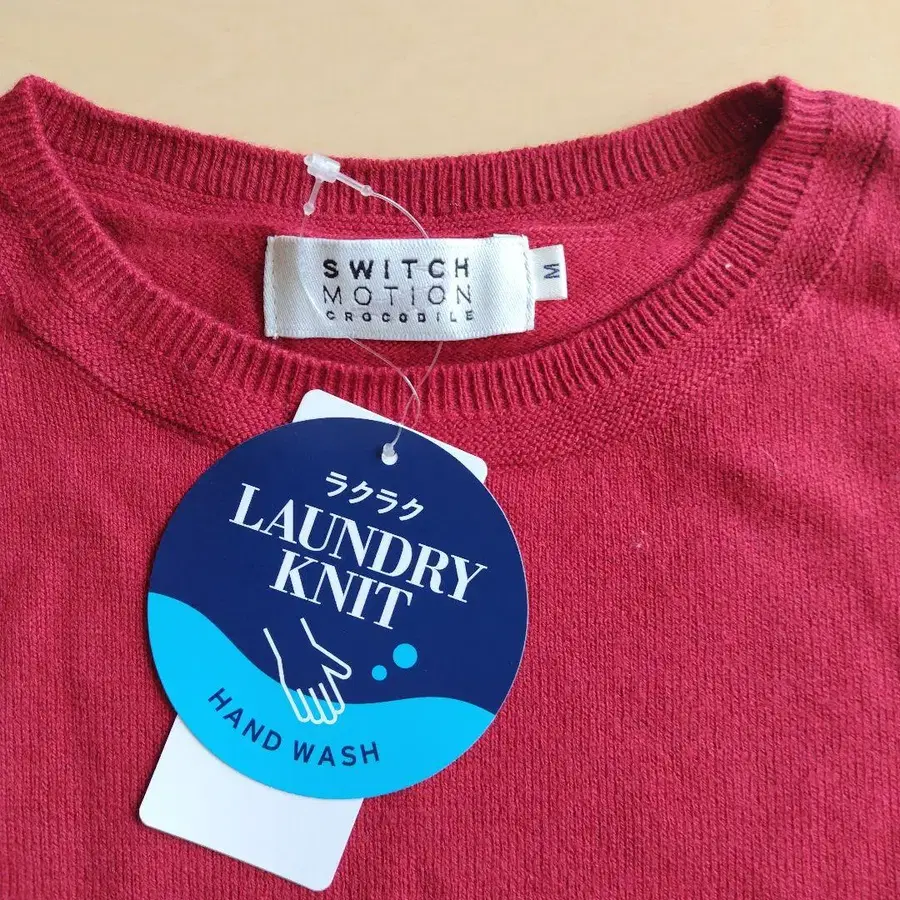 SWITCH
MOTION
CROCODILE
M
ラクラク
LAUNDRY
KNIT
HAND WASH